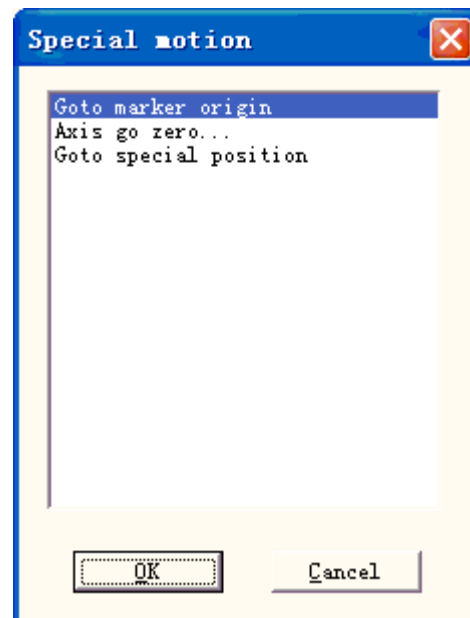 Special motion
Goto marker origin
Axis go zero...
Goto special position
OK
Cancel